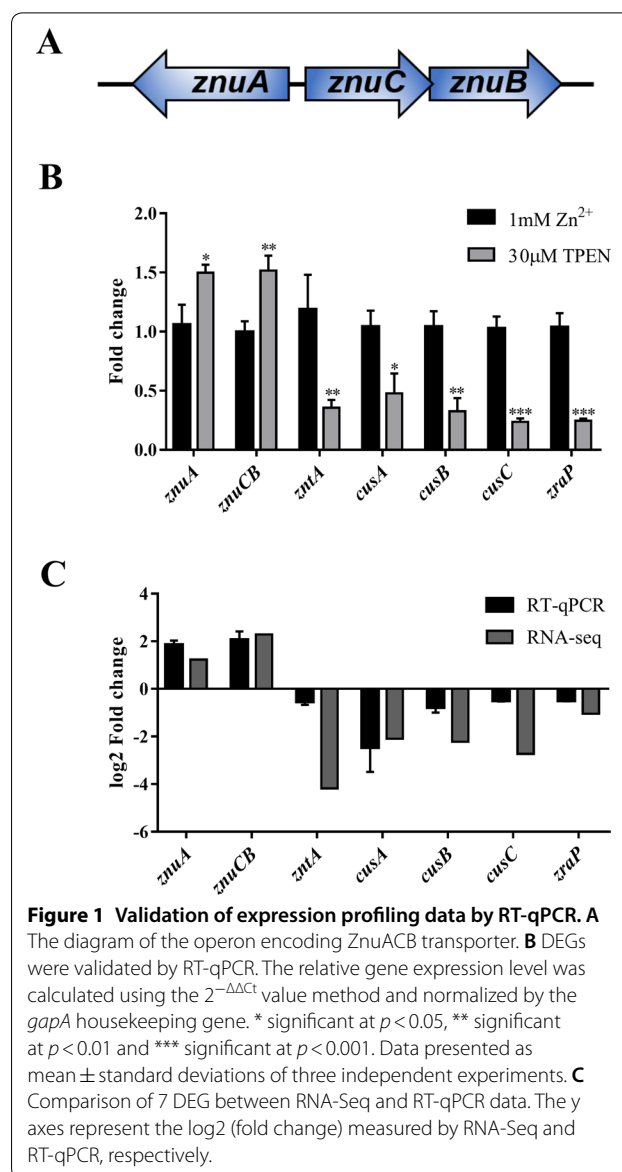 A
znuA znuC znuB
B
1mM Zn²⁺
30μM TPEN
Fold change
2.0
1.5
1.0
0.5
0.0
* ** ** * ** *** ***
znuA znuCB zntA cusA cusB cusC zraP
C
RT-qPCR
RNA-seq
log2 Fold change
4
2
0
-2
-4
-6
znuA znuCB zntA cusA cusB cusC zraP
Figure 1 Validation of expression profiling data by RT-qPCR. A
The diagram of the operon encoding ZnuACB transporter. B DEGs
were validated by RT-qPCR. The relative gene expression level was
calculated using the 2⁻ΔΔCt value method and normalized by the
gapA housekeeping gene. * significant at p < 0.05, ** significant
at p < 0.01 and *** significant at p < 0.001. Data presented as
mean ± standard deviations of three independent experiments. C
Comparison of 7 DEG between RNA-Seq and RT-qPCR data. The y
axes represent the log2 (fold change) measured by RNA-Seq and
RT-qPCR, respectively.